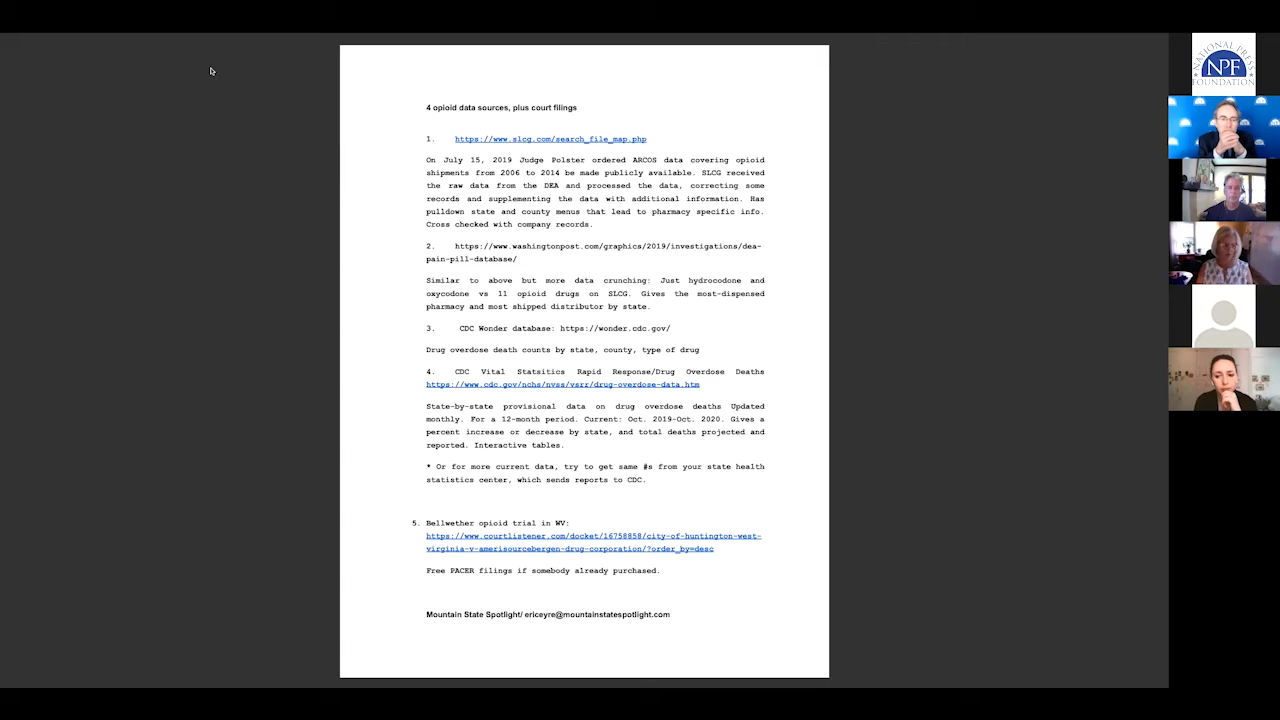 4 opioid data sources, plus court filings
1. https://www.slcg.com/search_file_map.php
On July 15, 2019 Judge Polster ordered ARCOS data covering opioid
shipments from 2006 to 2014 be made publicly available. SLCG received
the raw data from the DEA and processed the data, correcting some
records and supplementing the data with additional information. Has
pulldown state and county menus that lead to pharmacy specific info.
Cross checked with company records.
2. https://www.washingtonpost.com/graphics/2019/investigations/dea-
pain-pill-database/
Similar to above but more data crunching: Just hydrocodone and
oxycodone vs 11 opioid drugs on SLCG. Gives the most-dispensed
pharmacy and most shipped distributor by state.
3. CDC Wonder database: https://wonder.cdc.gov/
Drug overdose death counts by state, county, type of drug
4. CDC Vital Statsitics Rapid Response/Drug Overdose Deaths
https://www.cdc.gov/nchs/nvss/vsrr/drug-overdose-data.htm
State-by-state provisional data on drug overdose deaths Updated
monthly. For a 12-month period. Current: Oct. 2019-Oct. 2020. Gives a
percent increase or decrease by state, and total deaths projected and
reported. Interactive tables.
* Or for more current data, try to get same #s from your state health
statistics center, which sends reports to CDC.
5. Bellwether opioid trial in WV:
https://www.courtlistener.com/docket/16758858/city-of-huntington-west-
virginia-v-amerisourcebergen-drug-corporation/?order_by=desc
Free PACER filings if somebody already purchased.
Mountain State Spotlight/ ericeyre@mountainstatespotlight.com
NATIONAL PRESS
NPF
FOUNDATION